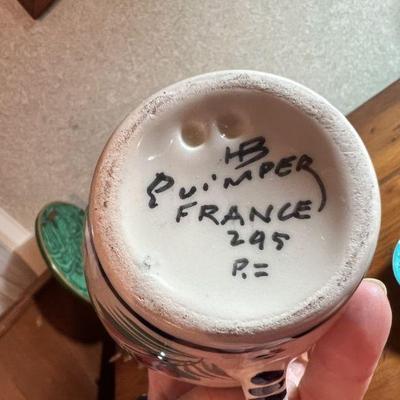 HB
Quimper
FRANCE
295
P.=